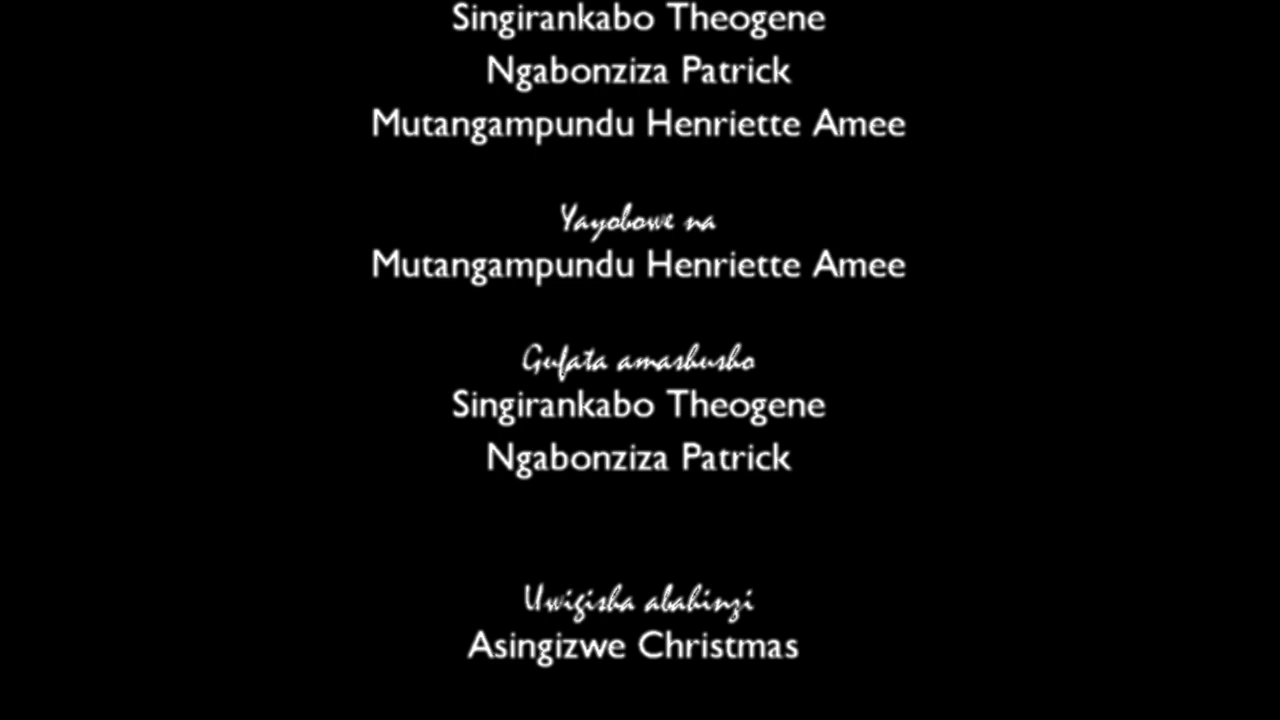 Singirankabo Theogene
Ngabonziza Patrick
Mutangampundu Henriette Amee
Yayobowe na
Mutangampundu Henriette Amee
Gufata amashusho
Singirankabo Theogene
Ngabonziza Patrick
Uwigisha abahinzi
Asingizwe Christmas